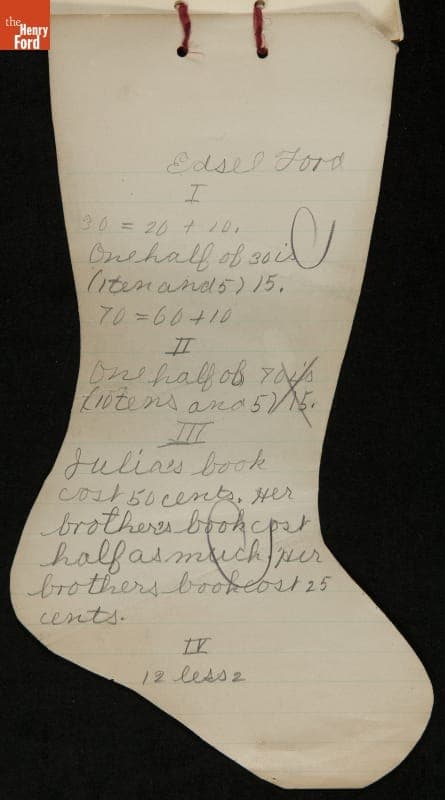 the
Henry
Ford
Edsel Ford
I
30 = 20 + 10.
One half of 30 is
(1 ten and 5) 15.
70 = 60 + 10
II
One half of 70 is
(10 tens and 5) 15.
III
Julia's book
cost 50 cents. Her
brother's book cost
half as much. Her
brothers book cost 25
cents.
IV
12 less 2